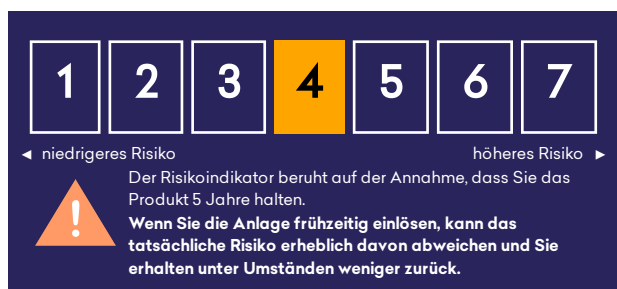 1 2 3 4 5 6 7
◄ niedrigeres Risiko höheres Risiko ►
Der Risikoindikator beruht auf der Annahme, dass Sie das
Produkt 5 Jahre halten.
Wenn Sie die Anlage frühzeitig einlösen, kann das
tatsächliche Risiko erheblich davon abweichen und Sie
erhalten unter Umständen weniger zurück.
!